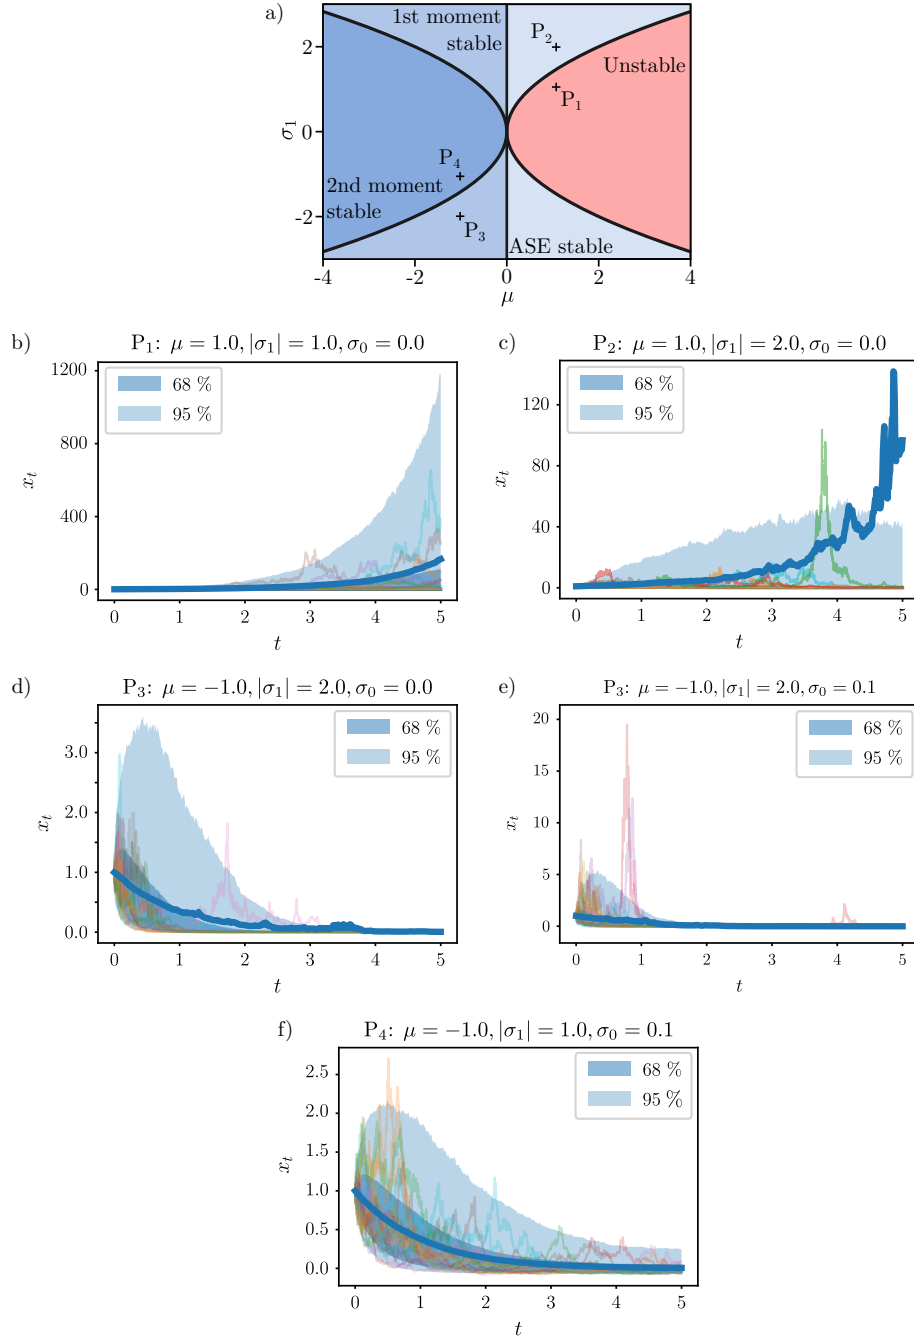 a)
1st moment
stable
P₂
Unstable
P₁
P₄
2nd moment
stable
P₃
ASE stable
2
0
-2
σ₁
-4
-2
0
2
4
μ
b)
P₁: μ = 1.0, |σ₁| = 1.0, σ₀ = 0.0
68 %
95 %
1200
800
400
0
xₜ
0
1
2
3
4
5
t
c)
P₂: μ = 1.0, |σ₁| = 2.0, σ₀ = 0.0
68 %
95 %
120
80
40
0
xₜ
0
1
2
3
4
5
t
d)
P₃: μ = −1.0, |σ₁| = 2.0, σ₀ = 0.0
68 %
95 %
3.0
2.0
1.0
0.0
xₜ
0
1
2
3
4
5
t
e)
P₃: μ = −1.0, |σ₁| = 2.0, σ₀ = 0.1
68 %
95 %
20
15
10
5
0
xₜ
0
1
2
3
4
5
t
f)
P₄: μ = −1.0, |σ₁| = 1.0, σ₀ = 0.1
68 %
95 %
2.5
2.0
1.5
1.0
0.5
0.0
xₜ
0
1
2
3
4
5
t